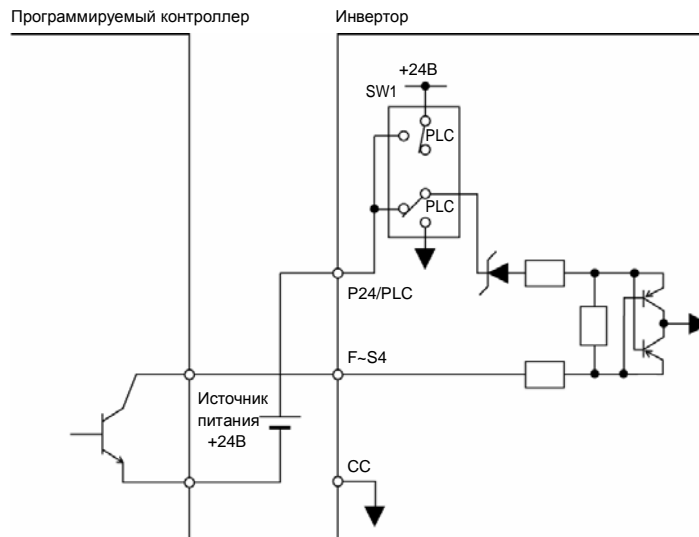 Программируемый контроллер
Инвертор
+24В
SW1
PLC
PLC
P24/PLC
F~S4
Источник
питания
+24В
CC